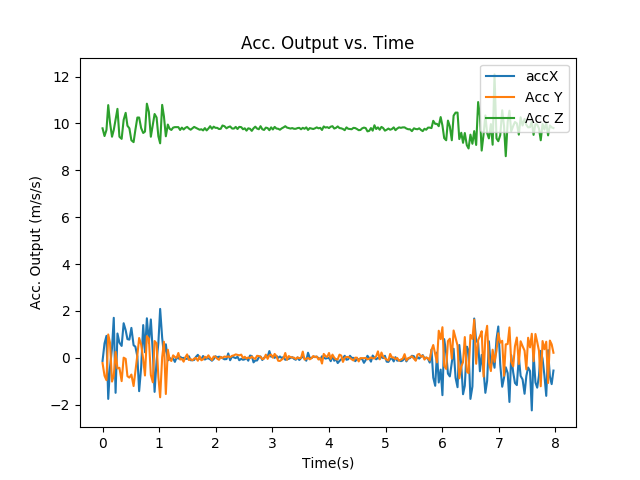 Acc. Output vs. Time
accX
Acc Y
Acc Z
Acc. Output (m/s/s)
12
10
8
6
4
2
0
−2
0 1 2 3 4 5 6 7 8
Time(s)